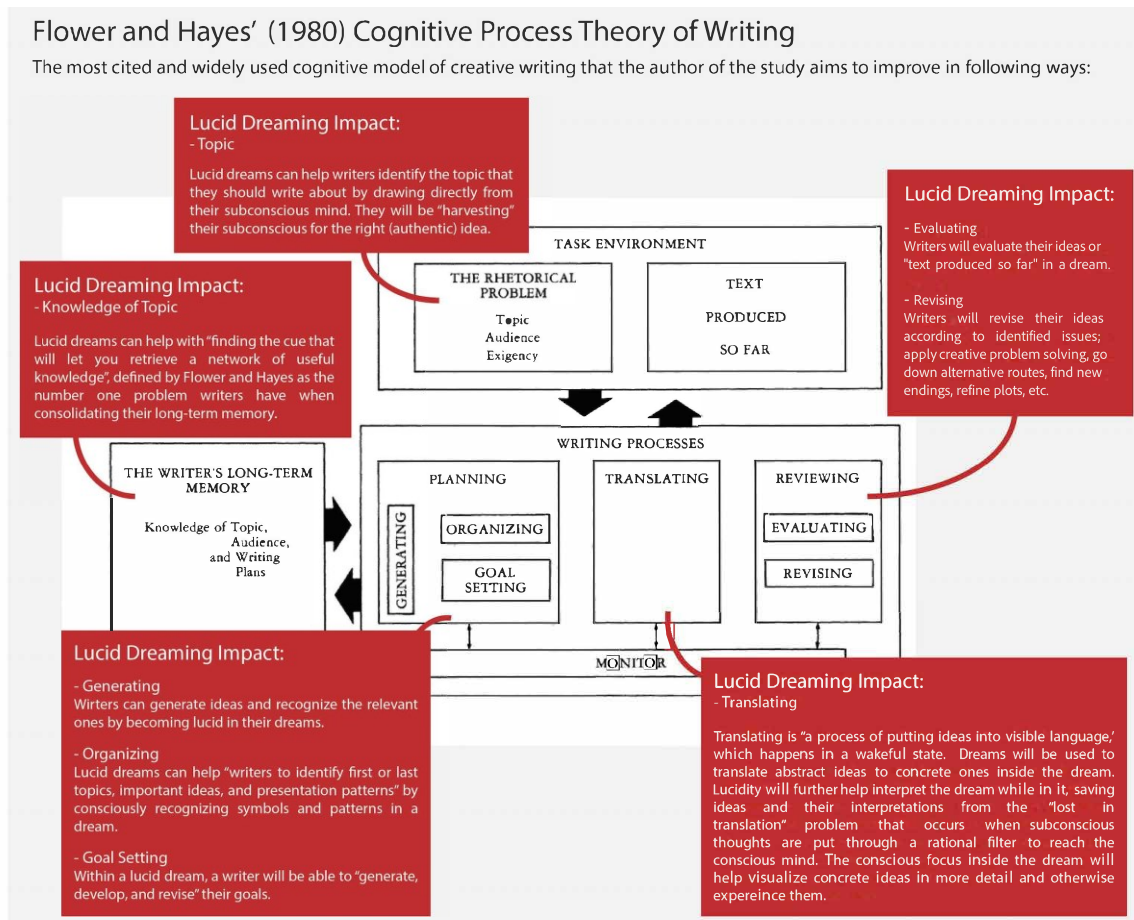 Flower and Hayes' (1980) Cognitive Process Theory of Writing
The most cited and widely used cognitive model of creative writing that the author of the study aims to improve in following ways:
Lucid Dreaming Impact:
- Topic
Lucid dreams can help writers identify the topic that
they should write about by drawing directly from
their subconscious mind. They will be "harvesting"
their subconscious for the right (authentic) idea.
Lucid Dreaming Impact:
- Knowledge of Topic
Lucid dreams can help with "finding the cue that
will let you retrieve a network of useful
knowledge", defined by Flower and Hayes as the
number one problem writers have when
consolidating their long-term memory.
TASK ENVIRONMENT
THE RHETORICAL
PROBLEM
Topic
Audience
Exigency
TEXT
PRODUCED
SO FAR
Lucid Dreaming Impact:
- Evaluating
Writers will evaluate their ideas or
"text produced so far" in a dream.
- Revising
Writers will revise their ideas
according to identified issues;
apply creative problem solving, go
down alternative routes, find new
endings, refine plots, etc.
THE WRITER'S LONG-TERM
MEMORY
Knowledge of Topic,
Audience,
and Writing
Plans
WRITING PROCESSES
PLANNING
GENERATING
ORGANIZING
GOAL
SETTING
TRANSLATING
REVIEWING
EVALUATING
REVISING
MONITOR
Lucid Dreaming Impact:
- Generating
Wirters can generate ideas and recognize the relevant
ones by becoming lucid in their dreams.
- Organizing
Lucid dreams can help "writers to identify first or last
topics, important ideas, and presentation patterns" by
consciously recognizing symbols and patterns in a
dream.
- Goal Setting
Within a lucid dream, a writer will be able to "generate,
develop, and revise" their goals.
Lucid Dreaming Impact:
- Translating
Translating is "a process of putting ideas into visible language,'
which happens in a wakeful state. Dreams will be used to
translate abstract ideas to concrete ones inside the dream.
Lucidity will further help interpret the dream while in it, saving
ideas and their interpretations from the "lost in
translation" problem that occurs when subconscious
thoughts are put through a rational filter to reach the
conscious mind. The conscious focus inside the dream will
help visualize concrete ideas in more detail and otherwise
expereince them.